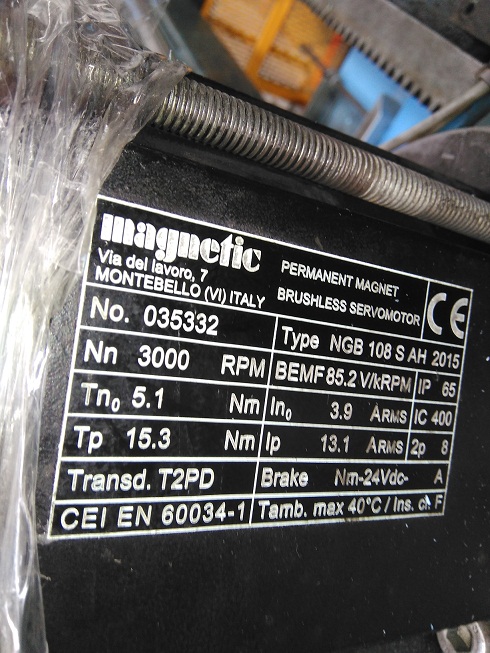 magnetic
Via del lavoro, 7
MONTEBELLO (VI) ITALY
PERMANENT MAGNET
BRUSHLESS SERVOMOTOR
CE
No. 035332 Type NGB 108 S AH 2015
Nn 3000 RPM BEMF 85.2 V/kRPM IP 65
Tn₀ 5.1 Nm In₀ 3.9 ARMS IC 400
Tp 15.3 Nm Ip 13.1 ARMS 2p 8
Transd. T2PD Brake Nm-24Vdc- A
CEI EN 60034-1 Tamb. max 40°C / Ins. cl. F